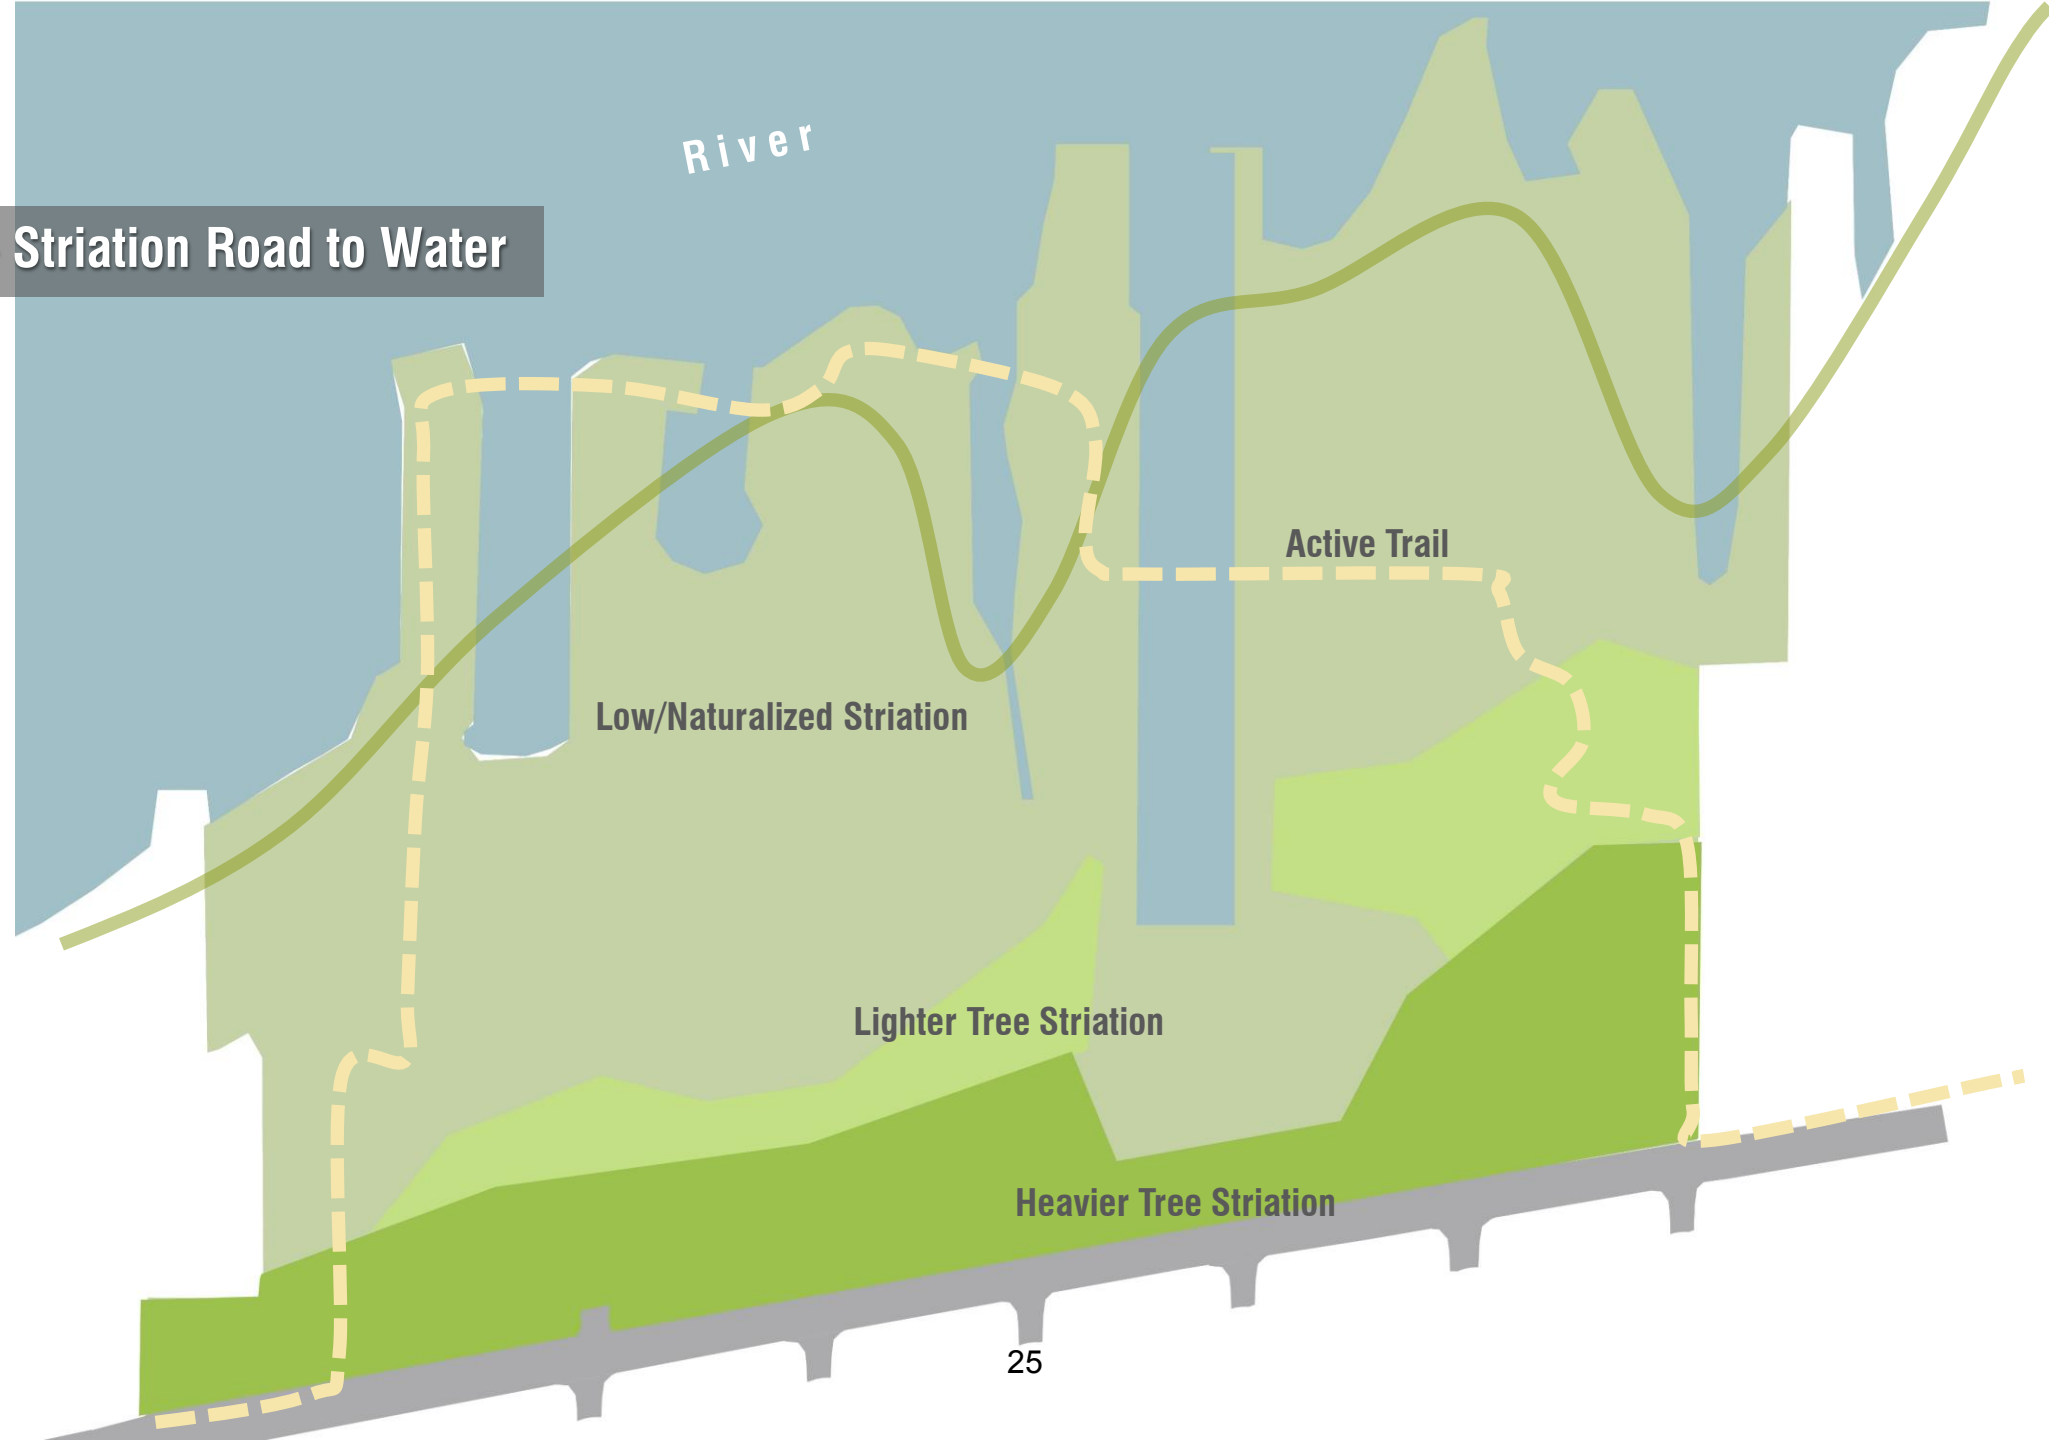 River
Striation Road to Water
Active Trail
Low/Naturalized Striation
Lighter Tree Striation
Heavier Tree Striation
25